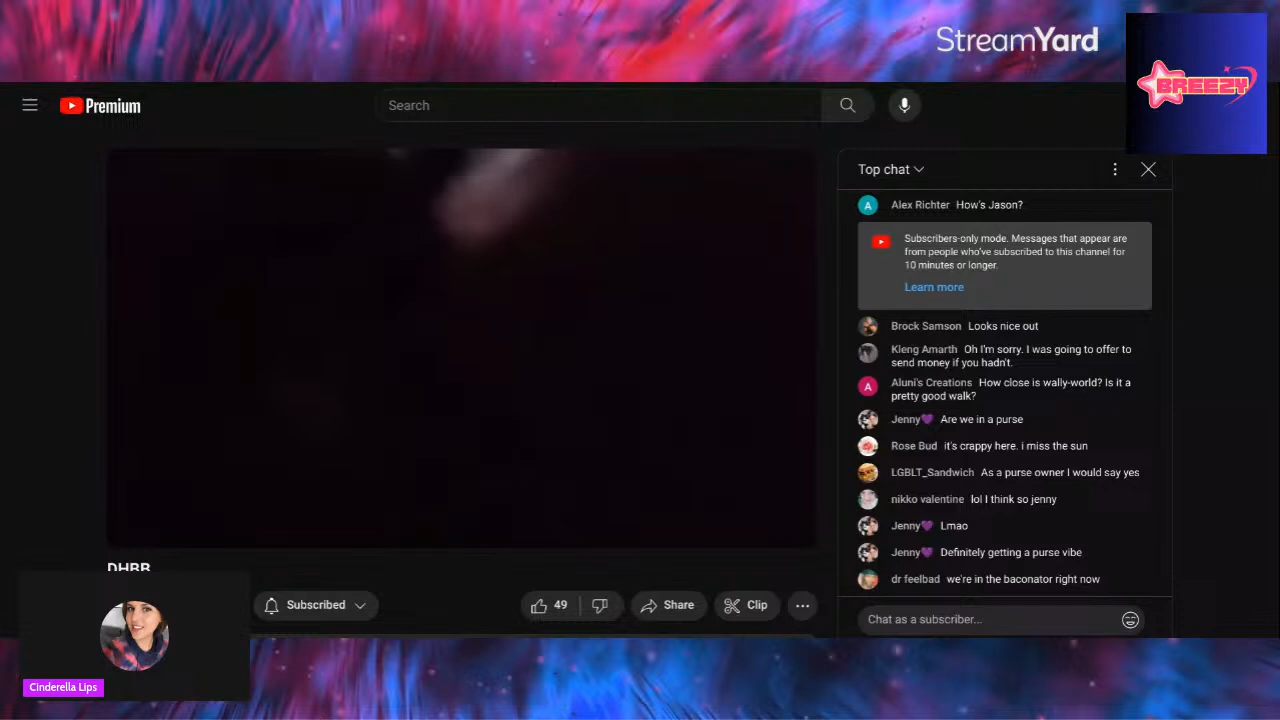 StreamYard
BREEZY
Premium
Search
Top chat
A Alex Richter How's Jason?
Subscribers-only mode. Messages that appear are
from people who've subscribed to this channel for
10 minutes or longer.
Learn more
Brock Samson Looks nice out
Kleng Amarth Oh I'm sorry. I was going to offer to
send money if you hadn't.
A Aluni's Creations How close is wally-world? Is it a
pretty good walk?
Jenny💜 Are we in a purse
Rose Bud it's crappy here. i miss the sun
LGBLT_Sandwich As a purse owner I would say yes
nikko valentine lol I think so jenny
Jenny💜 Lmao
Jenny💜 Definitely getting a purse vibe
dr feelbad we're in the baconator right now
Chat as a subscriber...
DHBB
Subscribed
49
Share
Clip
Cinderella Lips